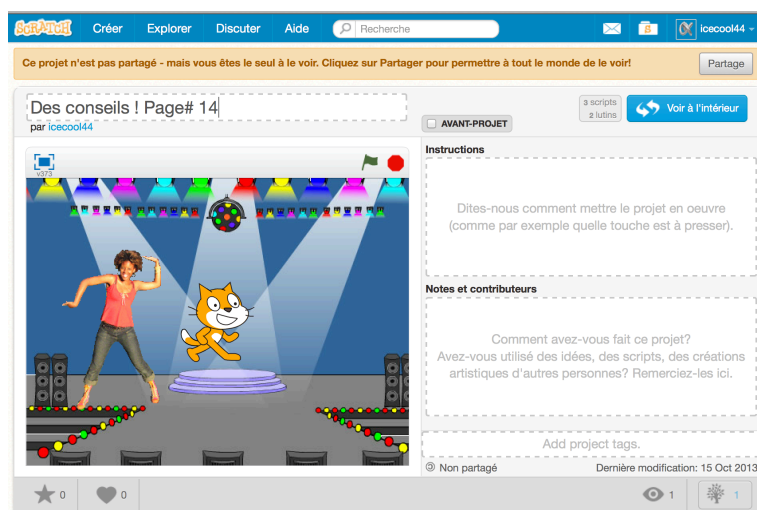 SCRATCH Créer Explorer Discuter Aide Recherche S icecool44
Ce projet n'est pas partagé - mais vous êtes le seul à le voir. Cliquez sur Partager pour permettre à tout le monde de le voir! Partage
Des conseils ! Page# 14
par icecool44
AVANT-PROJET
3 scripts
2 lutins
Voir à l'intérieur
v373
Instructions
Dites-nous comment mettre le projet en oeuvre
(comme par exemple quelle touche est à presser).
Notes et contributeurs
Comment avez-vous fait ce projet?
Avez-vous utilisé des idées, des scripts, des créations
artistiques d'autres personnes? Remerciez-les ici.
Add project tags.
Non partagé Dernière modification: 15 Oct 2013
0 0 1 1